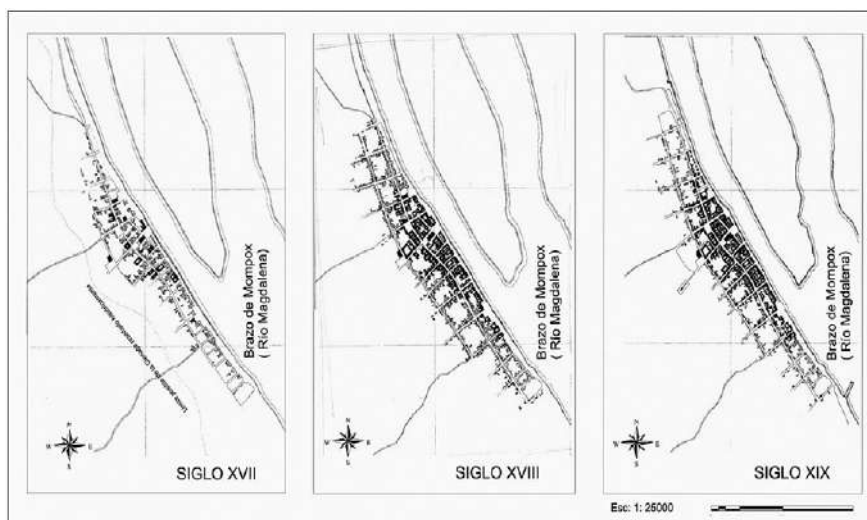 Brazo de Mompox
( Río Magdalena)
N
S
SIGLO XVII
Brazo de Mompox
( Río Magdalena)
N
S
SIGLO XVIII
Brazo de Mompox
( Río Magdalena)
N
S
SIGLO XIX
Esc: 1: 25000